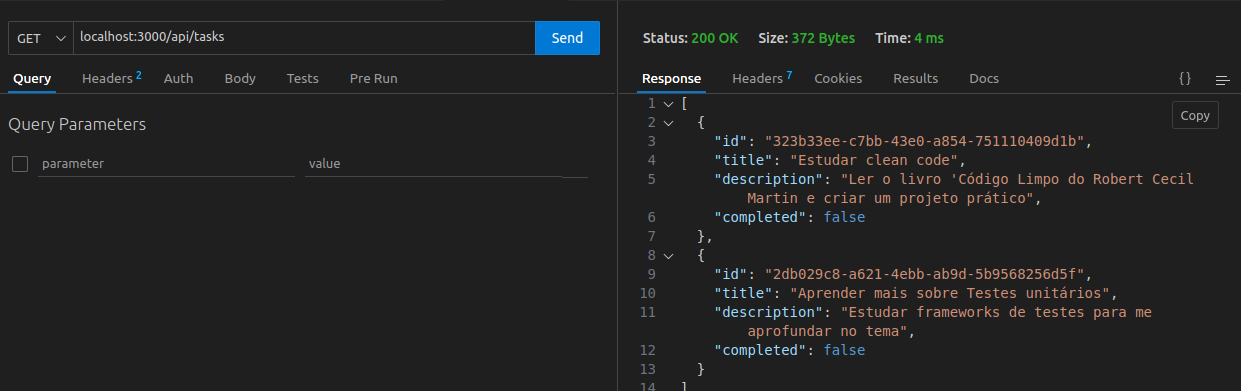 GET
localhost:3000/api/tasks
Send
Query Headers 2 Auth Body Tests Pre Run
Query Parameters
parameter value
Status: 200 OK Size: 372 Bytes Time: 4 ms
Response Headers 7 Cookies Results Docs {}
Copy
1 [
2 {
3 "id": "323b33ee-c7bb-43e0-a854-751110409d1b",
4 "title": "Estudar clean code",
5 "description": "Ler o livro 'Código Limpo do Robert Cecil
Martin e criar um projeto prático",
6 "completed": false
7 },
8 {
9 "id": "2db029c8-a621-4ebb-ab9d-5b9568256d5f",
10 "title": "Aprender mais sobre Testes unitários",
11 "description": "Estudar frameworks de testes para me
aprofundar no tema",
12 "completed": false
13 }
14 ]